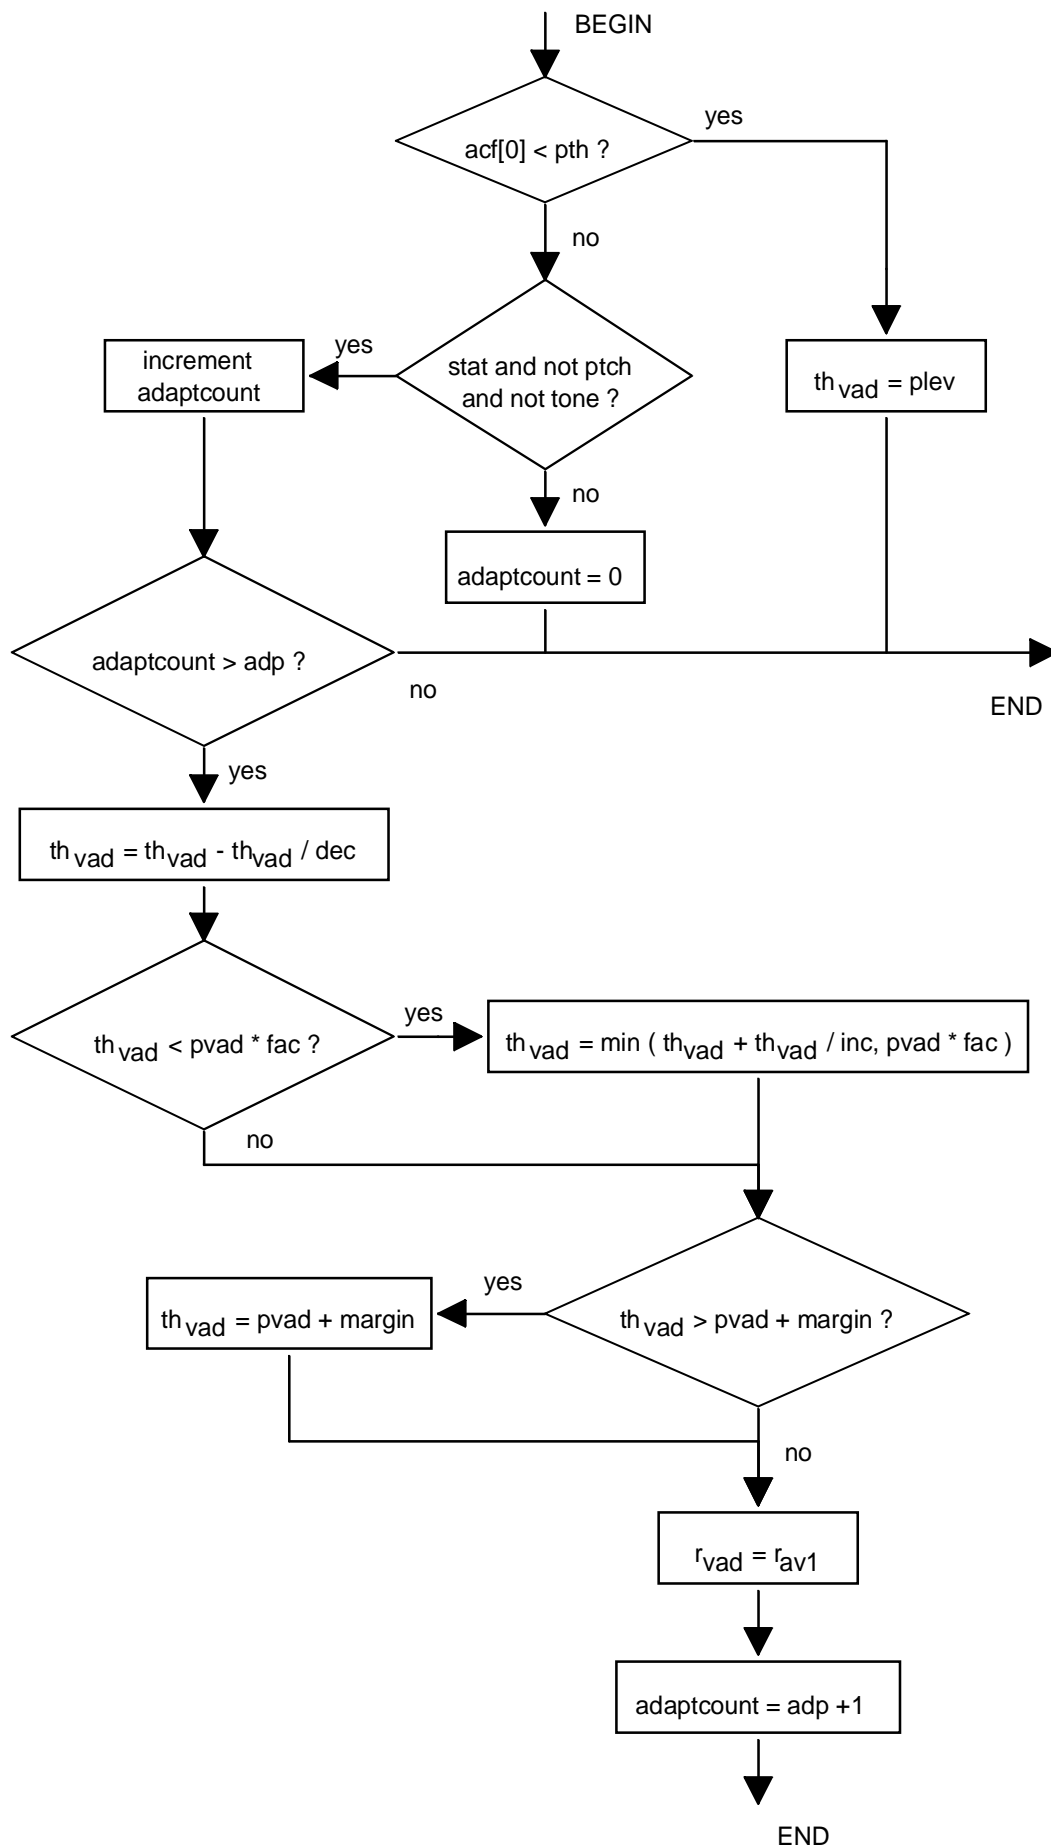 BEGIN
acf[0] < pth ?
yes
no
stat and not ptch
and not tone ?
yes
increment
adaptcount
th vad = plev
no
adaptcount = 0
adaptcount > adp ?
no
END
yes
th vad = th vad - th vad / dec
th vad < pvad * fac ?
yes
th vad = min ( th vad + th vad / inc, pvad * fac )
no
th vad > pvad + margin ?
yes
th vad = pvad + margin
no
r vad = r av1
adaptcount = adp +1
END